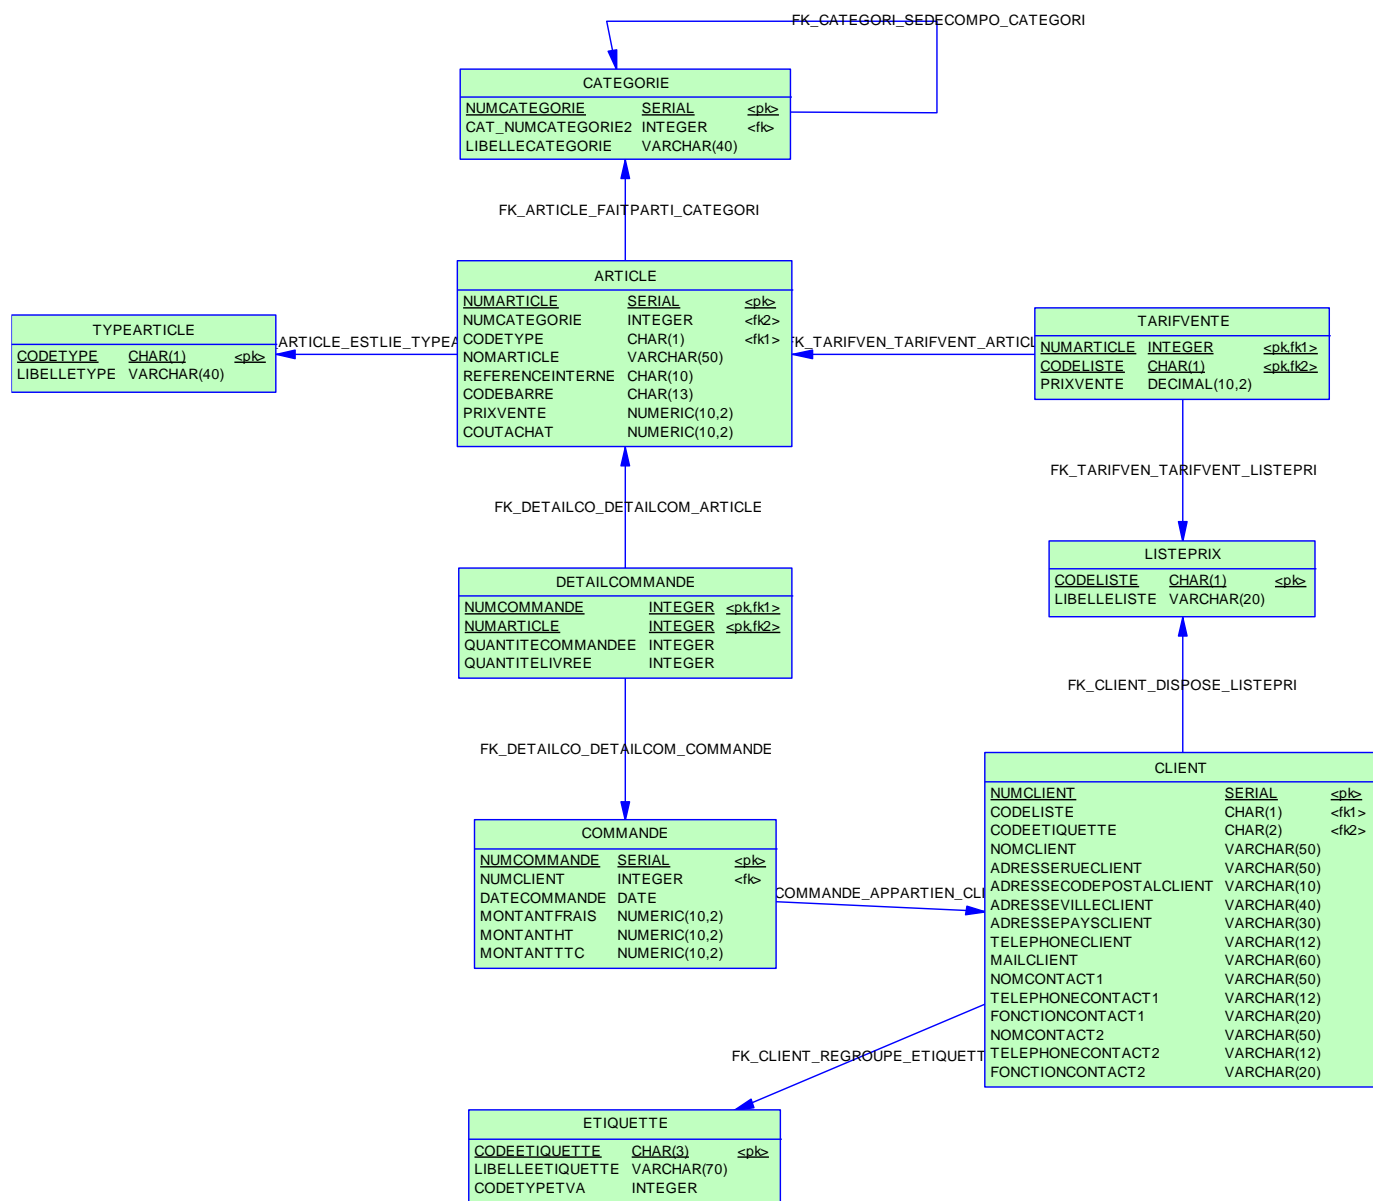 FK_CATEGORI_SEDECOMPO_CATEGORI
CATEGORIE
NUMCATEGORIE SERIAL <pk>
CAT_NUMCATEGORIE2 INTEGER <fk>
LIBELLECATEGORIE VARCHAR(40)
FK_ARTICLE_FAITPARTI_CATEGORI
ARTICLE
NUMARTICLE SERIAL <pk>
NUMCATEGORIE INTEGER <fk2>
CODETYPE CHAR(1) <fk1>
NOMARTICLE VARCHAR(50)
REFERENCEINTERNE CHAR(10)
CODEBARRE CHAR(13)
PRIXVENTE NUMERIC(10,2)
COUTACHAT NUMERIC(10,2)
TYPEARTICLE
CODETYPE CHAR(1) <pk>
LIBELLETYPE VARCHAR(40)
ARTICLE_ESTLIE_TYPEA
FK_TARIFVEN_TARIFVENT_ARTICL
TARIFVENTE
NUMARTICLE INTEGER <pk,fk1>
CODELISTE CHAR(1) <pk,fk2>
PRIXVENTE DECIMAL(10,2)
FK_TARIFVEN_TARIFVENT_LISTEPRI
FK_DETAILCO_DETAILCOM_ARTICLE
LISTEPRIX
CODELISTE CHAR(1) <pk>
LIBELLELISTE VARCHAR(20)
DETAILCOMMANDE
NUMCOMMANDE INTEGER <pk,fk1>
NUMARTICLE INTEGER <pk,fk2>
QUANTITECOMMANDEE INTEGER
QUANTITELIVREE INTEGER
FK_CLIENT_DISPOSE_LISTEPRI
FK_DETAILCO_DETAILCOM_COMMANDE
COMMANDE
NUMCOMMANDE SERIAL <pk>
NUMCLIENT INTEGER <fk>
DATECOMMANDE DATE
MONTANTFRAIS NUMERIC(10,2)
MONTANTHT NUMERIC(10,2)
MONTANTTTC NUMERIC(10,2)
COMMANDE_APPARTIEN_CLI
CLIENT
NUMCLIENT SERIAL <pk>
CODELISTE CHAR(1) <fk1>
CODEETIQUETTE CHAR(2) <fk2>
NOMCLIENT VARCHAR(50)
ADRESSERUECLIENT VARCHAR(50)
ADRESSECODEPOSTALCLIENT VARCHAR(10)
ADRESSEVILLECLIENT VARCHAR(40)
ADRESSEPAYSCLIENT VARCHAR(30)
TELEPHONECLIENT VARCHAR(12)
MAILCLIENT VARCHAR(60)
NOMCONTACT1 VARCHAR(50)
TELEPHONECONTACT1 VARCHAR(12)
FONCTIONCONTACT1 VARCHAR(20)
NOMCONTACT2 VARCHAR(50)
TELEPHONECONTACT2 VARCHAR(12)
FONCTIONCONTACT2 VARCHAR(20)
FK_CLIENT_REGROUPE_ETIQUETT
ETIQUETTE
CODEETIQUETTE CHAR(3) <pk>
LIBELLEETIQUETTE VARCHAR(70)
CODETYPETVA INTEGER